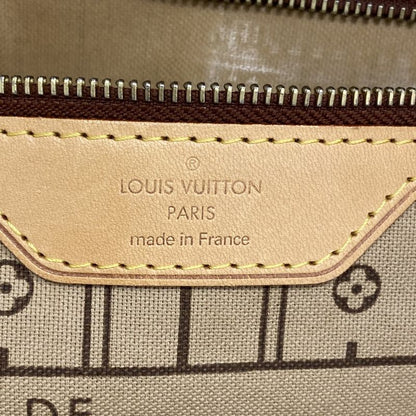 ®
LOUIS VUITTON
PARIS
made in France
DE